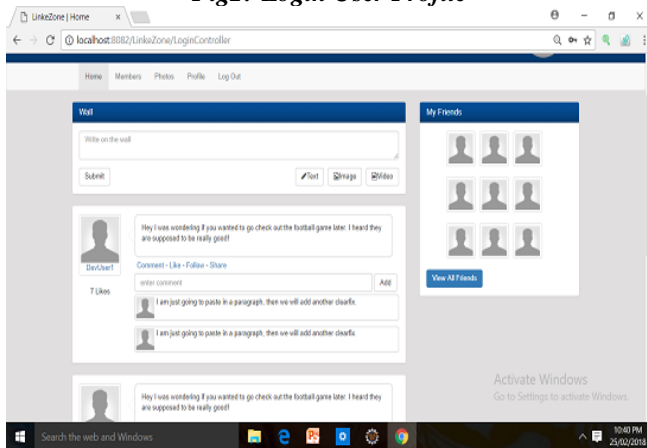 Fig2: Login User Profile
LinkeZone | Home
localhost:8082/LinkeZone/LoginController
Home Members Photos Profile Log Out
Wall
Write on the wall
Submit
Text Image Video
Hey I was wondering if you wanted to go check out the football game later. I heard they
are supposed to be really good!
DevUser1
Comment - Like - Follow - Share
7 Likes
enter comment
Add
I am just going to paste in a paragraph, then we will add another clearfix.
I am just going to paste in a paragraph, then we will add another clearfix.
Hey I was wondering if you wanted to go check out the football game later. I heard they
are supposed to be really good!
My Friends
View All Friends
Activate Windows
Go to Settings to activate Windows.
Search the web and Windows
10:40 PM
25/02/2018